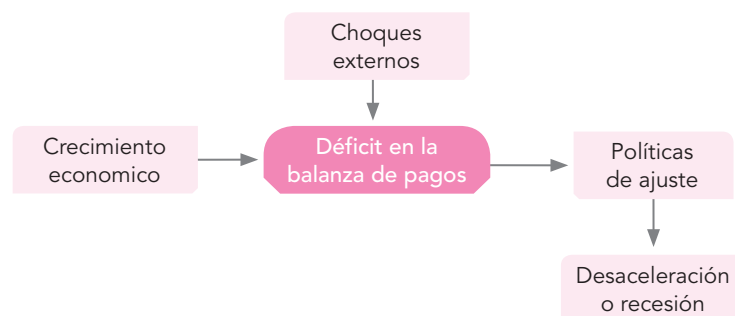 Choques
externos
Crecimiento
economico
Déficit en la
balanza de pagos
Políticas
de ajuste
Desaceleración
o recesión